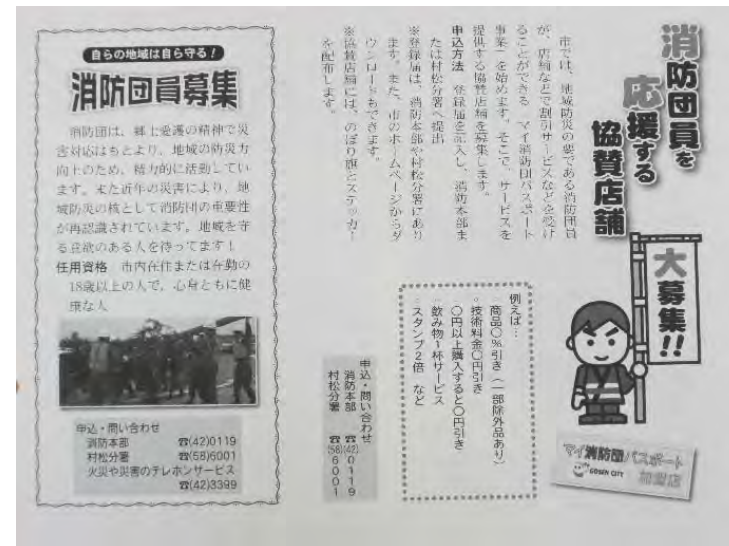 消防団員を
応援する
協賛店舗
大募集!!
市では、地域防災の要である消防団員
が、店舗などで割引サービスなどを受け
ることができる マイ消防団パスポート
事業 を始めます。そこで、サービスを
提供する協賛店舗を募集します。
申込方法 登録届を記入し、消防本部ま
たは村松分署へ提出
※登録届は、消防本部や村松分署にあり
ます。また、市のホームページからダ
ウンロードもできます。
※協賛店舗には、のぼり旗とステッカー
を配布します。
例えば…
・商品〇%引き(一部除外品あり)
・技術料金〇円引き
・〇円以上購入すると〇円引き
・飲み物1杯サービス
・スタンプ2倍 など
申込・問い合わせ
消防本部 ☎(42)0119
村松分署 ☎(58)6001
マイ消防団パスポート
GOSEN CITY 加盟店
自らの地域は自ら守る!
消防団員募集
消防団は、郷土愛護の精神で災
害対応はもとより、地域の防災力
向上のため、精力的に活動してい
ます。また近年の災害により、地
域防災の核として消防団の重要性
が再認識されています。地域を守
る意欲のある人を待ってます!
任用資格 市内在住または在勤の
18歳以上の人で、心身ともに健
康な人
申込・問い合わせ
消防本部 ☎(42)0119
村松分署 ☎(58)6001
火災や災害のテレホンサービス
☎(42)3399